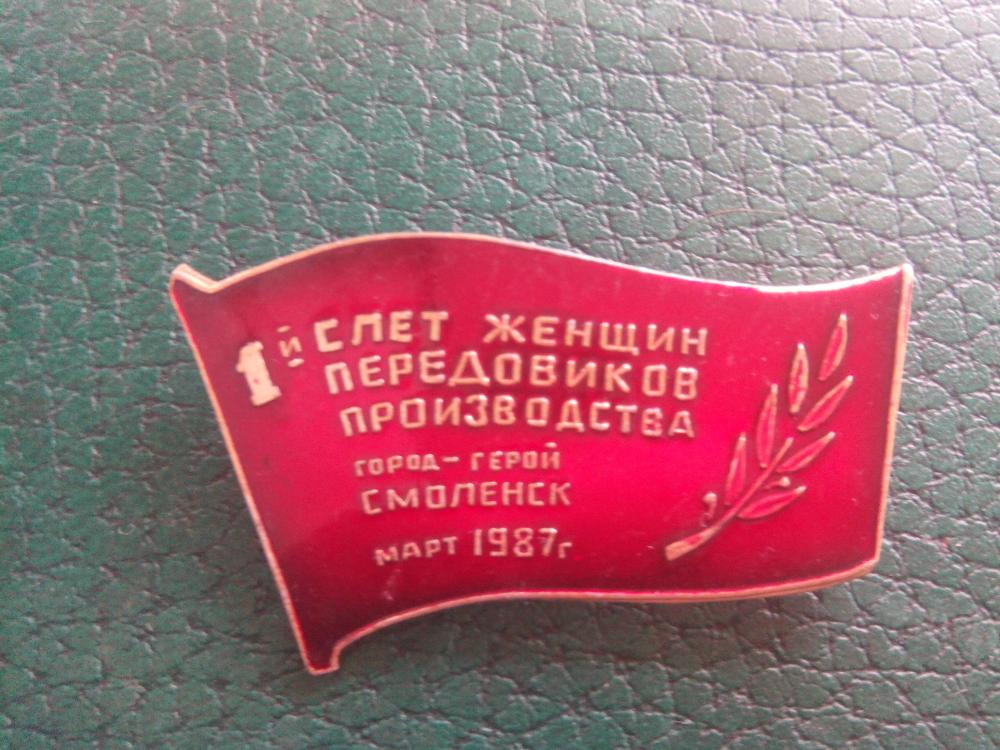 1й СЛЕТ ЖЕНЩИН
ПЕРЕДОВИКОВ
ПРОИЗВОДСТВА
ГОРОД-ГЕРОЙ
СМОЛЕНСК
МАРТ 1987г